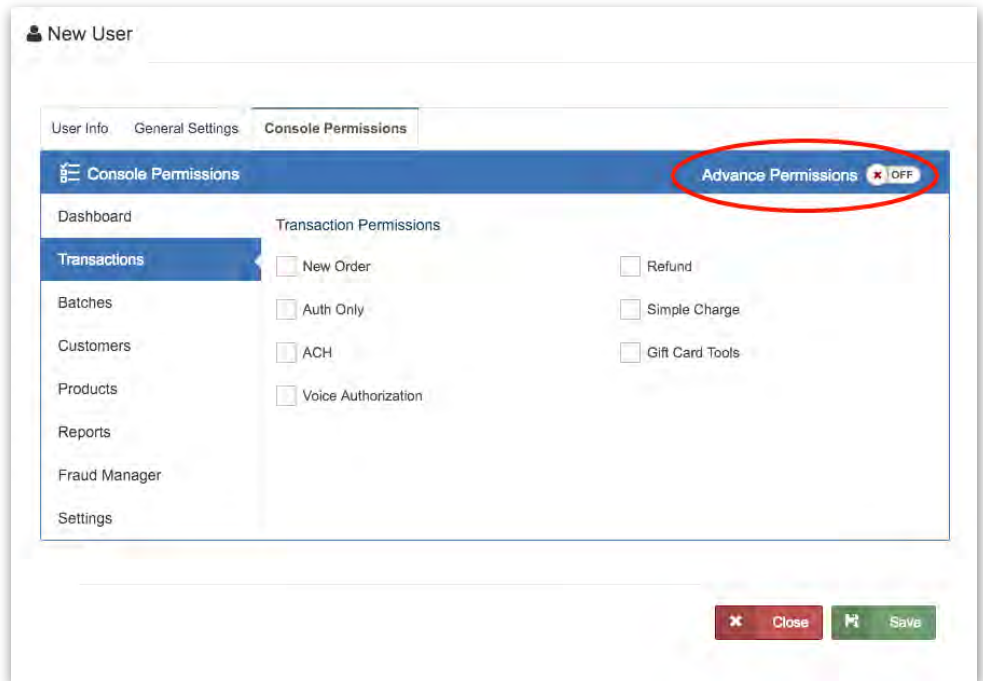 New User
User Info General Settings Console Permissions
Console Permissions Advance Permissions OFF
Dashboard
Transactions
Batches
Customers
Products
Reports
Fraud Manager
Settings
Transaction Permissions
New Order Refund
Auth Only Simple Charge
ACH Gift Card Tools
Voice Authorization
Close Save